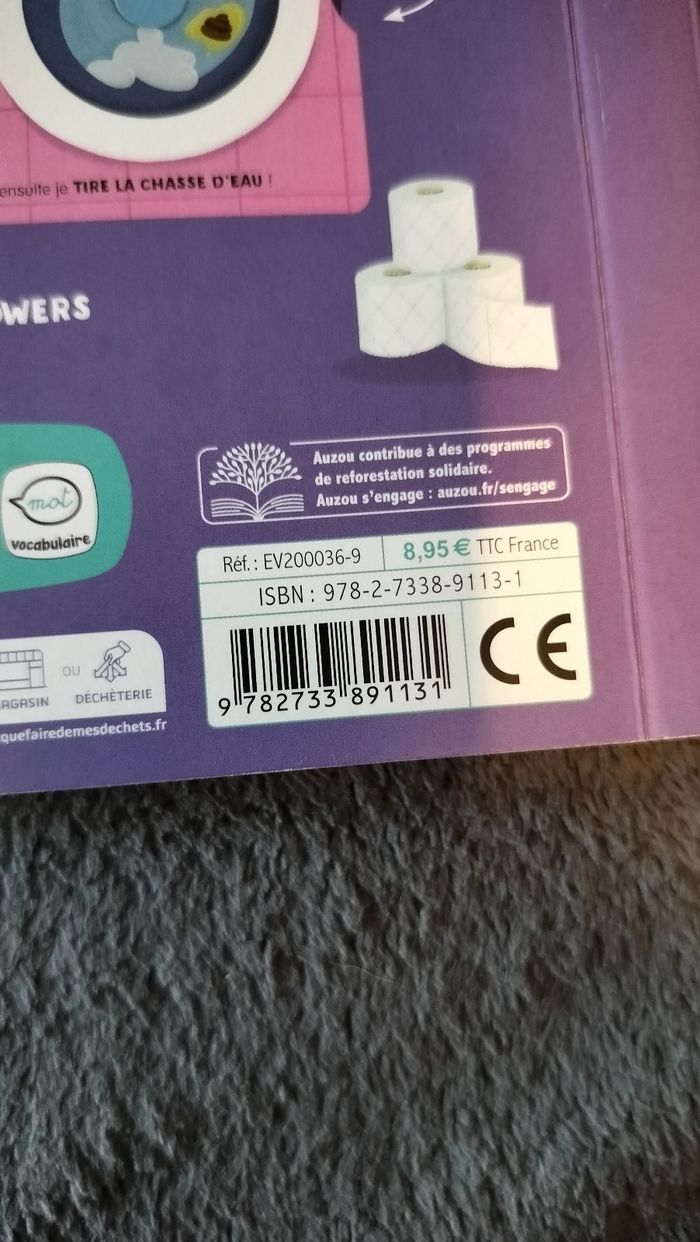 ensuite je TIRE LA CHASSE D'EAU !
WERS
mot
vocabulaire
Auzou contribue à des programmes
de reforestation solidaire.
Auzou s'engage : auzou.fr/sengage
Réf. : EV200036-9
8,95 € TTC France
ISBN : 978-2-7338-9113-1
9 782733 891131
CE
OU
AGASIN
DÉCHÈTERIE
quefairedemesdechets.fr